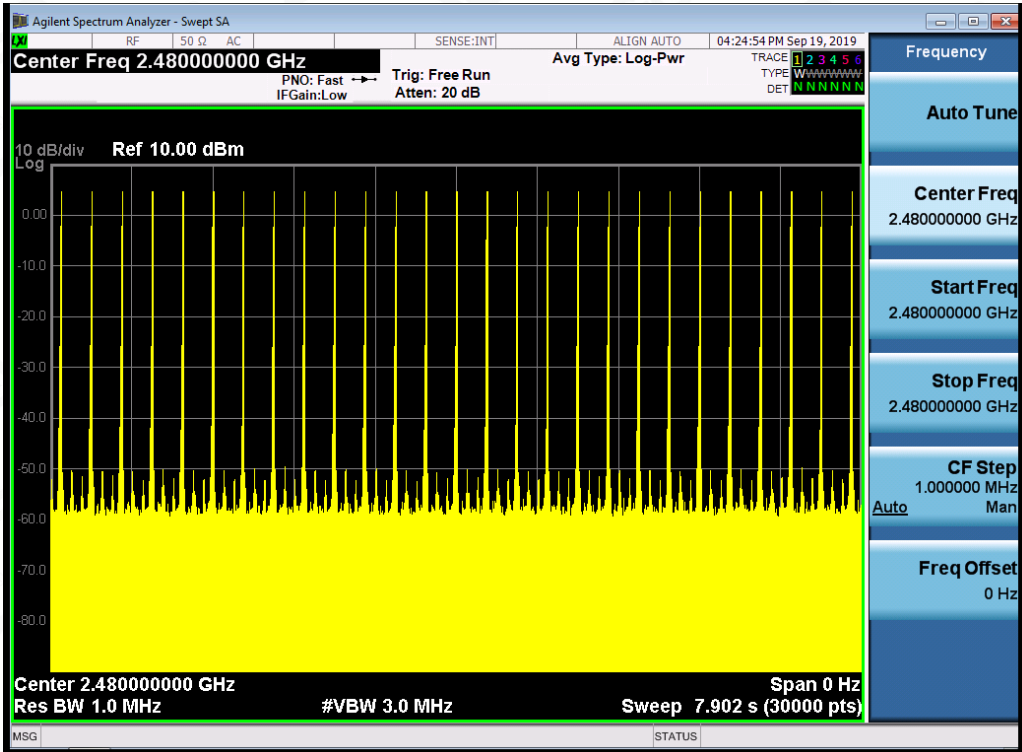 Agilent Spectrum Analyzer - Swept SA
LXI RF 50 Ω AC SENSE:INT ALIGN AUTO 04:24:54 PM Sep 19, 2019
Center Freq 2.480000000 GHz
Avg Type: Log-Pwr
TRACE 1 2 3 4 5 6
TYPE WWWWWW
DET N N N N N N
PNO: Fast
IFGain:Low
Trig: Free Run
Atten: 20 dB
10 dB/div
Log
Ref 10.00 dBm
0.00
-10.0
-20.0
-30.0
-40.0
-50.0
-60.0
-70.0
-80.0
Center 2.480000000 GHz
Span 0 Hz
Res BW 1.0 MHz
#VBW 3.0 MHz
Sweep 7.902 s (30000 pts)
MSG
STATUS
Frequency
Auto Tune
Center Freq
2.480000000 GHz
Start Freq
2.480000000 GHz
Stop Freq
2.480000000 GHz
CF Step
1.000000 MHz
Auto Man
Freq Offset
0 Hz